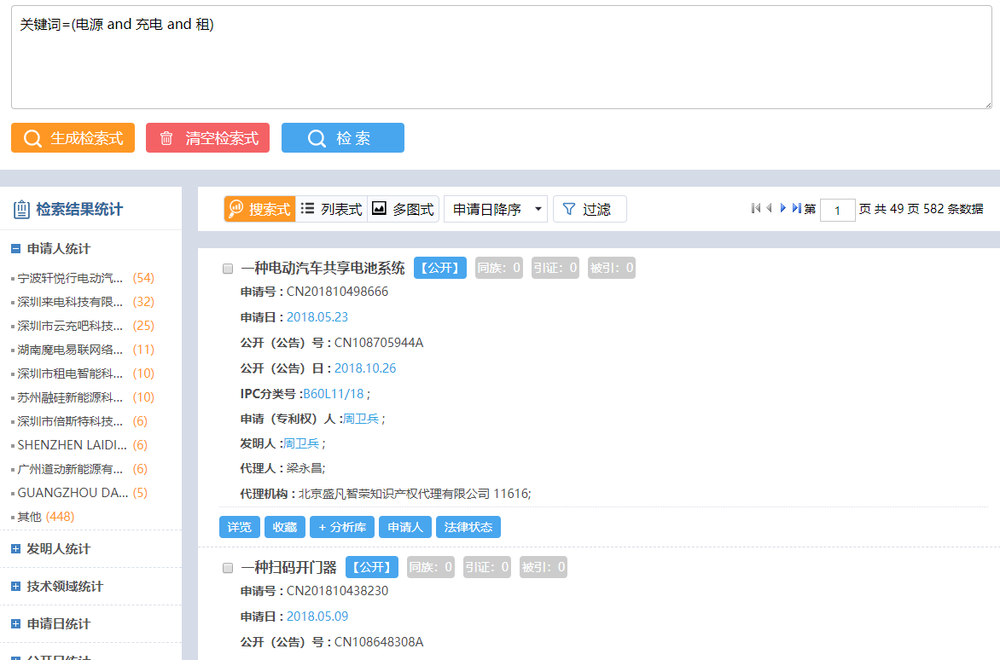 关键词=(电源 and 充电 and 租)
生成检索式 清空检索式 检 索
检索结果统计
申请人统计
宁波轩悦行电动汽... (54)
深圳来电科技有限... (32)
深圳市云充吧科技... (25)
湖南魔电易联网络... (11)
深圳市租电智能科... (10)
苏州融硅新能源科... (10)
深圳市倍斯特科技... (6)
SHENZHEN LAIDI... (6)
广州道动新能源有... (6)
GUANGZHOU DA... (5)
其他 (448)
发明人统计
技术领域统计
申请日统计
公开日统计
搜索式 列表式 多图式 申请日降序 过滤 第 1 页 共 49 页 582 条数据
一种电动汽车共享电池系统 【公开】 同族：0 引证：0 被引：0
申请号 : CN201810498666
申请日 : 2018.05.23
公开（公告）号 : CN108705944A
公开（公告）日 : 2018.10.26
IPC分类号 :B60L11/18 ;
申请（专利权）人 :周卫兵 ;
发明人 :周卫兵 ;
代理人 : 梁永昌;
代理机构 : 北京盛凡智荣知识产权代理有限公司 11616;
详览 收藏 + 分析库 申请人 法律状态
一种扫码开门器 【公开】 同族：0 引证：0 被引：0
申请号 : CN201810438230
申请日 : 2018.05.09
公开（公告）号 : CN108648308A